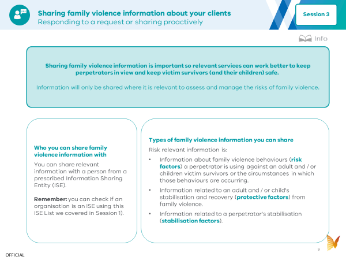 Sharing family violence information about your clients
Responding to a request or sharing proactively
Session 3
Info
Sharing family violence information is important so relevant services can work better to keep
perpetrators in view and keep victim survivors (and their children) safe.
Information will only be shared where it is relevant to assess and manage the risks of family violence.
Who you can share family
violence information with
You can share relevant
information with a person from a
prescribed Information Sharing
Entity (ISE)
Remember: you can check if an
organisation is an ISE using this
ISE List we covered in Session 1).
Types of family violence information you can share
Risk relevant information is:
• Information about family violence behaviours (risk
factors) a perpetrator is using against an adult and / or
children victim survivors or the circumstances in which
those behaviours are occurring.
• Information related to an adult and / or child's
stabilisation and recovery (protective factors) from
family violence.
• Information related to a perpetrator's stabilisation
(stabilisation factors).
OFFICIAL